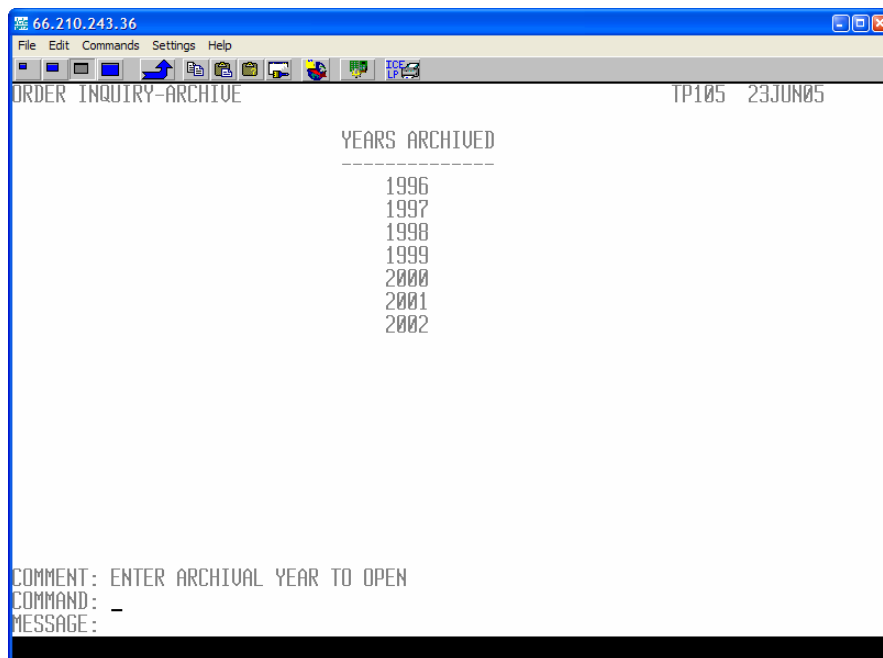 66.210.243.36
File Edit Commands Settings Help
ICE
LP
ORDER INQUIRY-ARCHIVE TP105 23JUN05
YEARS ARCHIVED
--------------
1996
1997
1998
1999
2000
2001
2002
COMMENT: ENTER ARCHIVAL YEAR TO OPEN
COMMAND: _
MESSAGE: